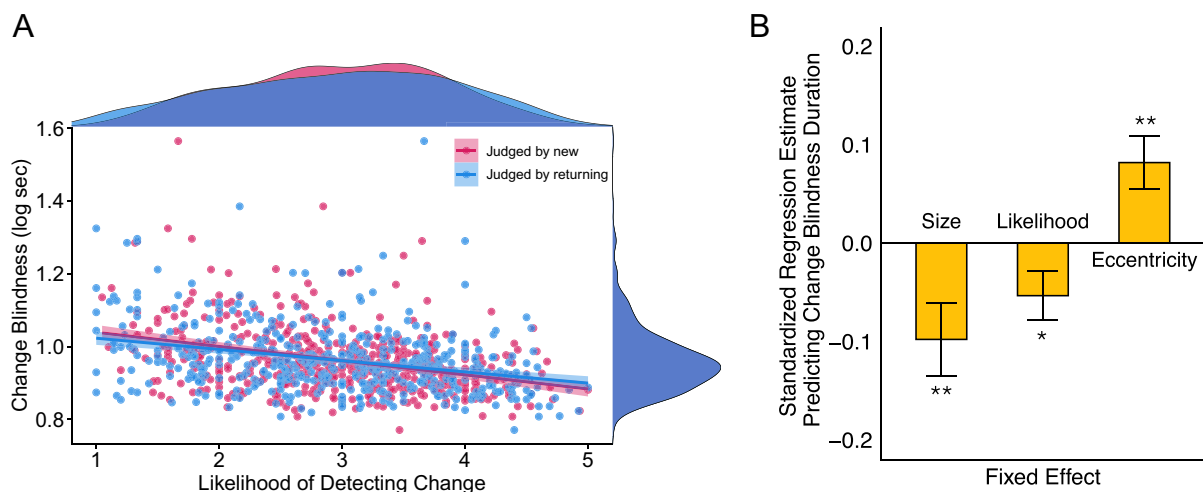 A
B
1.6
1.4
1.2
1.0
0.8
Change Blindness (log sec)
Judged by new
Judged by returning
1
2
3
4
5
Likelihood of Detecting Change
Standardized Regression Estimate
Predicting Change Blindness Duration
0.2
0.1
0.0
−0.1
−0.2
Size
Likelihood
Eccentricity
**
*
**
Fixed Effect